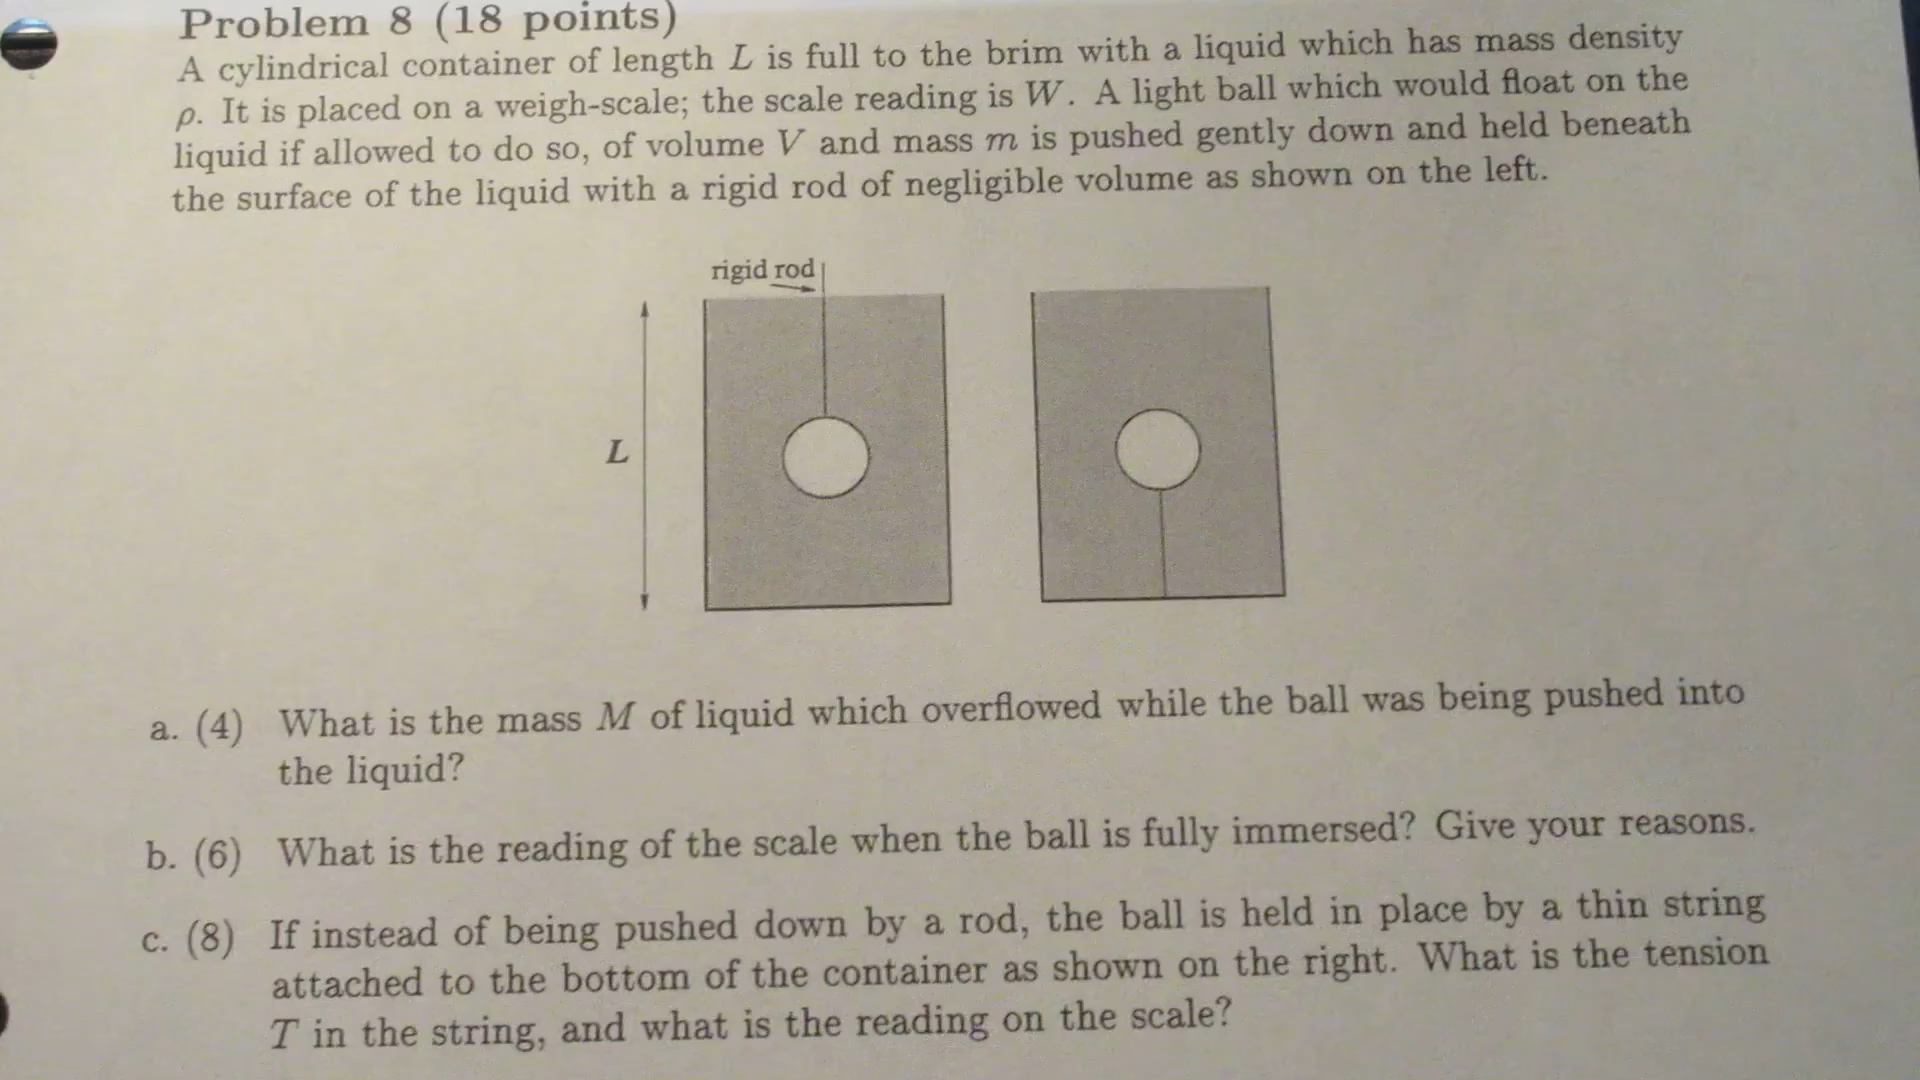 Problem 8 (18 points)
A cylindrical container of length L is full to the brim with a liquid which has mass density
ρ. It is placed on a weigh-scale; the scale reading is W. A light ball which would float on the
liquid if allowed to do so, of volume V and mass m is pushed gently down and held beneath
the surface of the liquid with a rigid rod of negligible volume as shown on the left.
rigid rod
L
a. (4) What is the mass M of liquid which overflowed while the ball was being pushed into
the liquid?
b. (6) What is the reading of the scale when the ball is fully immersed? Give your reasons.
c. (8) If instead of being pushed down by a rod, the ball is held in place by a thin string
attached to the bottom of the container as shown on the right. What is the tension
T in the string, and what is the reading on the scale?